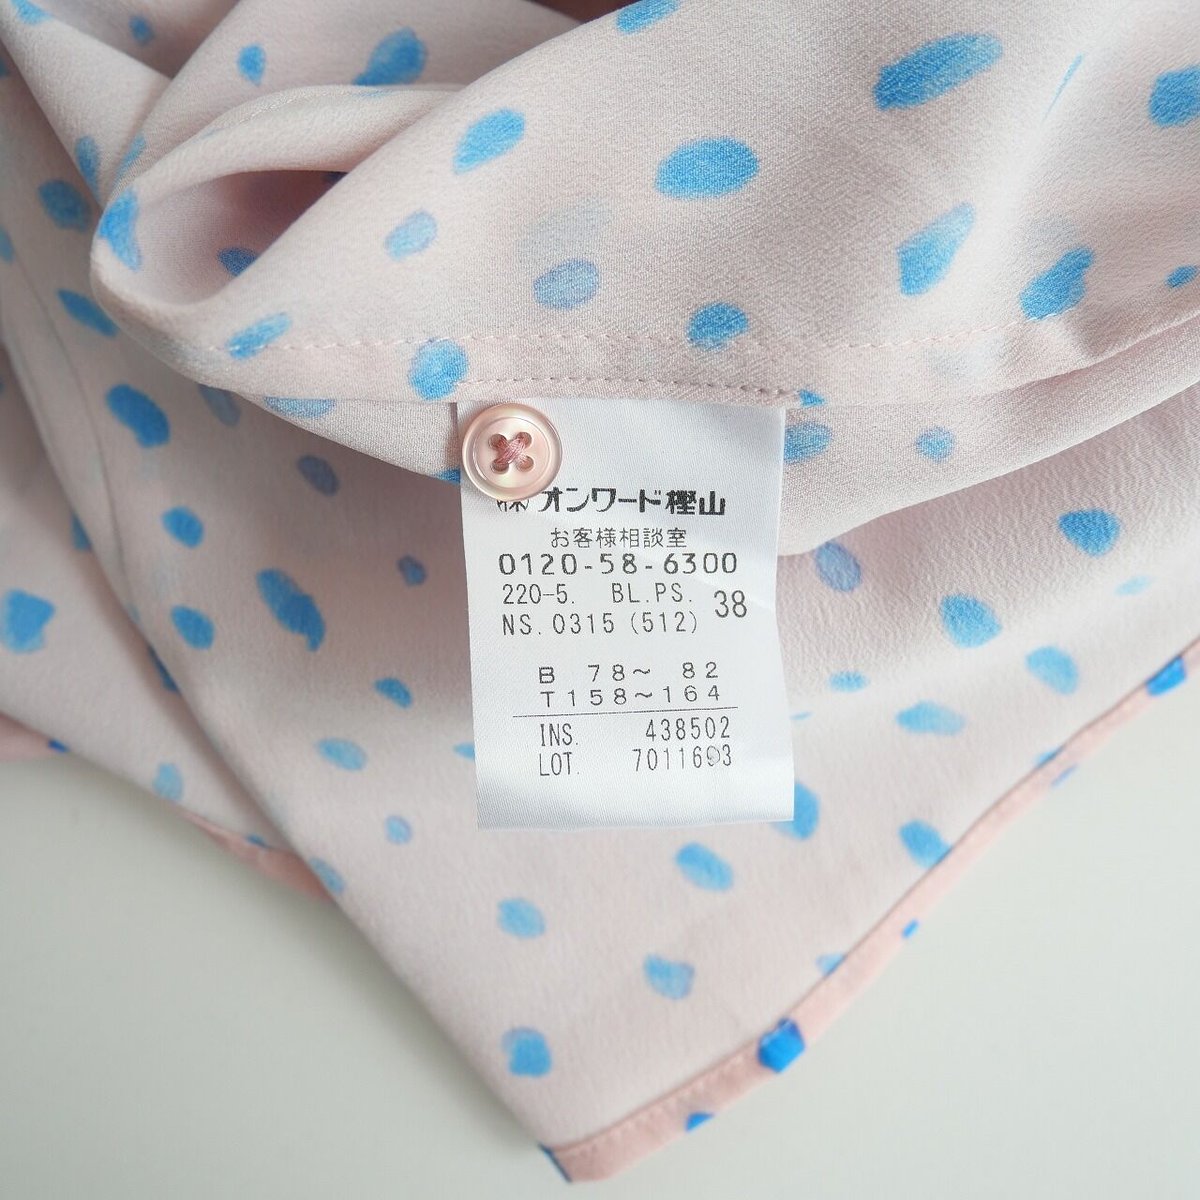 (株)オンワード樫山
お客様相談室
0120-58-6300
220-5. BL.PS. 38
NS.0315(512)
B 78~ 82
T158~164
INS. 438502
LOT. 7011693